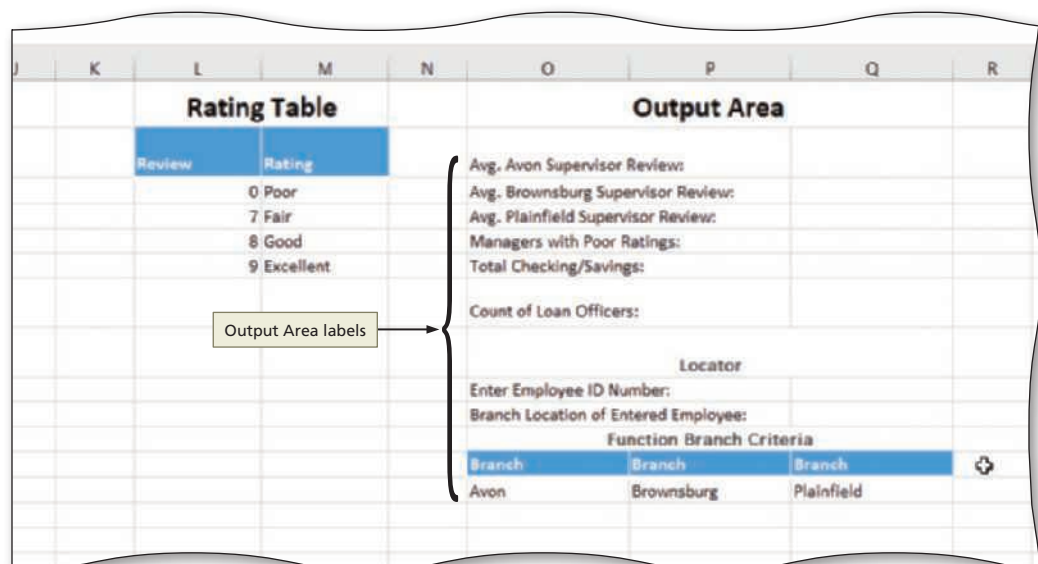 J K L M N O P Q R
Rating Table Output Area
Review Rating
Avg. Avon Supervisor Review:
0 Poor Avg. Brownsburg Supervisor Review:
7 Fair Avg. Plainfield Supervisor Review:
8 Good Managers with Poor Ratings:
9 Excellent Total Checking/Savings:
Count of Loan Officers:
Output Area labels
Locator
Enter Employee ID Number:
Branch Location of Entered Employee:
Function Branch Criteria
Branch Branch Branch
Avon Brownsburg Plainfield